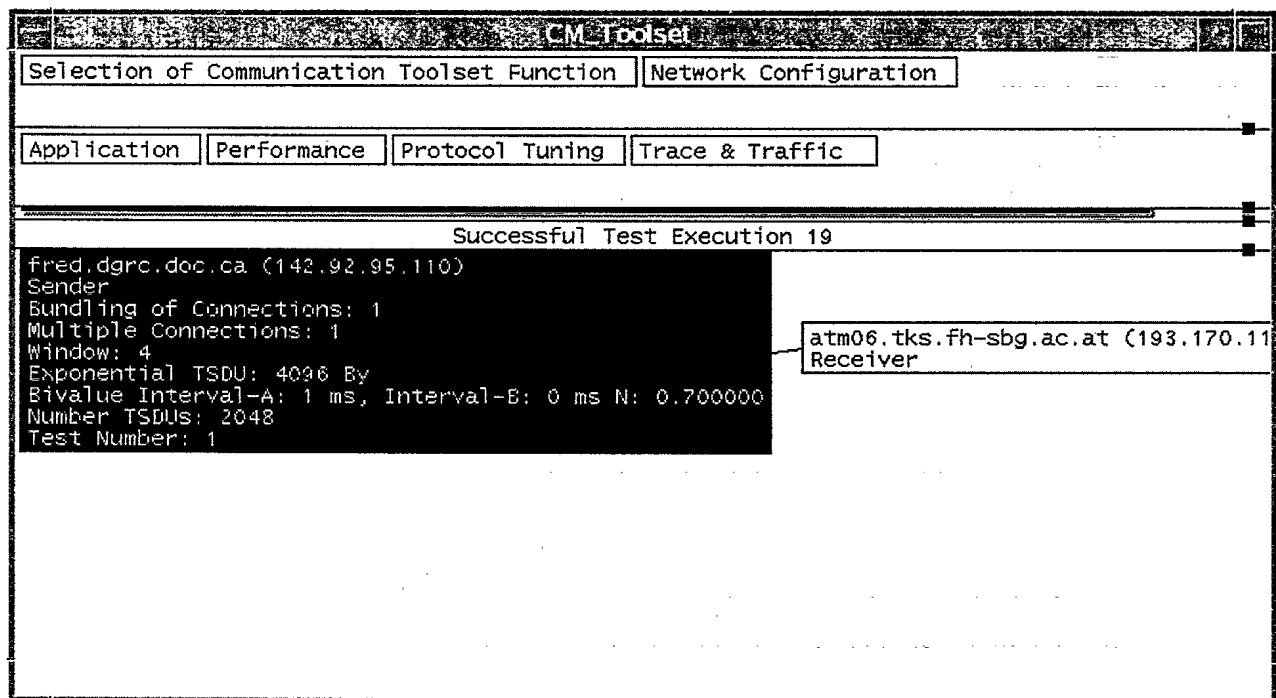 CM_Toolset
Selection of Communication Toolset Function Network Configuration
Application Performance Protocol Tuning Trace & Traffic
Successful Test Execution 19
fred.dgrc.doc.ca (142.92.95.110)
Sender
Bundling of Connections: 1
Multiple Connections: 1
Window: 4
Exponential TSDU: 4096 By
Bivalue Interval-A: 1 ms, Interval-B: 0 ms N: 0.700000
Number TSDUs: 2048
Test Number: 1
atm06.tks.fh-sbg.ac.at (193.170.11
Receiver